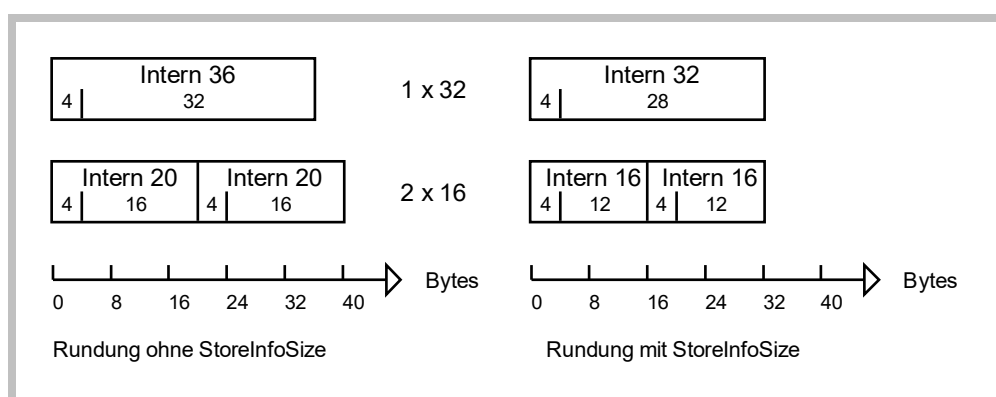 Intern 36
4 32
1 x 32
Intern 32
4 28
Intern 20 Intern 20
4 16 4 16
2 x 16
Intern 16 Intern 16
4 12 4 12
Bytes
0 8 16 24 32 40
Bytes
0 8 16 24 32 40
Rundung ohne StoreInfoSize
Rundung mit StoreInfoSize